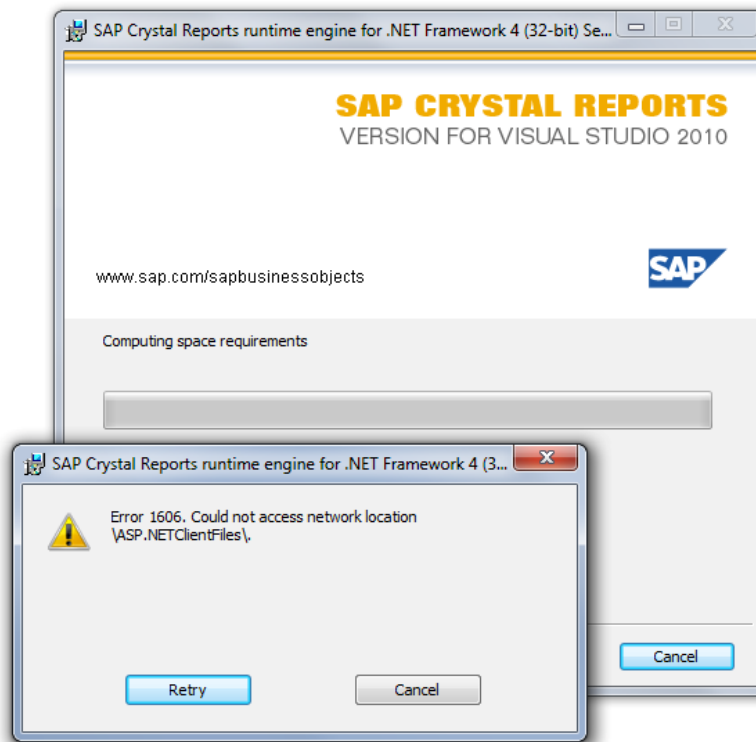 SAP Crystal Reports runtime engine for .NET Framework 4 (32-bit) Se...
SAP CRYSTAL REPORTS
VERSION FOR VISUAL STUDIO 2010
www.sap.com/sapbusinessobjects
SAP
Computing space requirements
SAP Crystal Reports runtime engine for .NET Framework 4 (3...
Error 1606. Could not access network location
\ASP.NETClientFiles\.
Retry
Cancel
Cancel